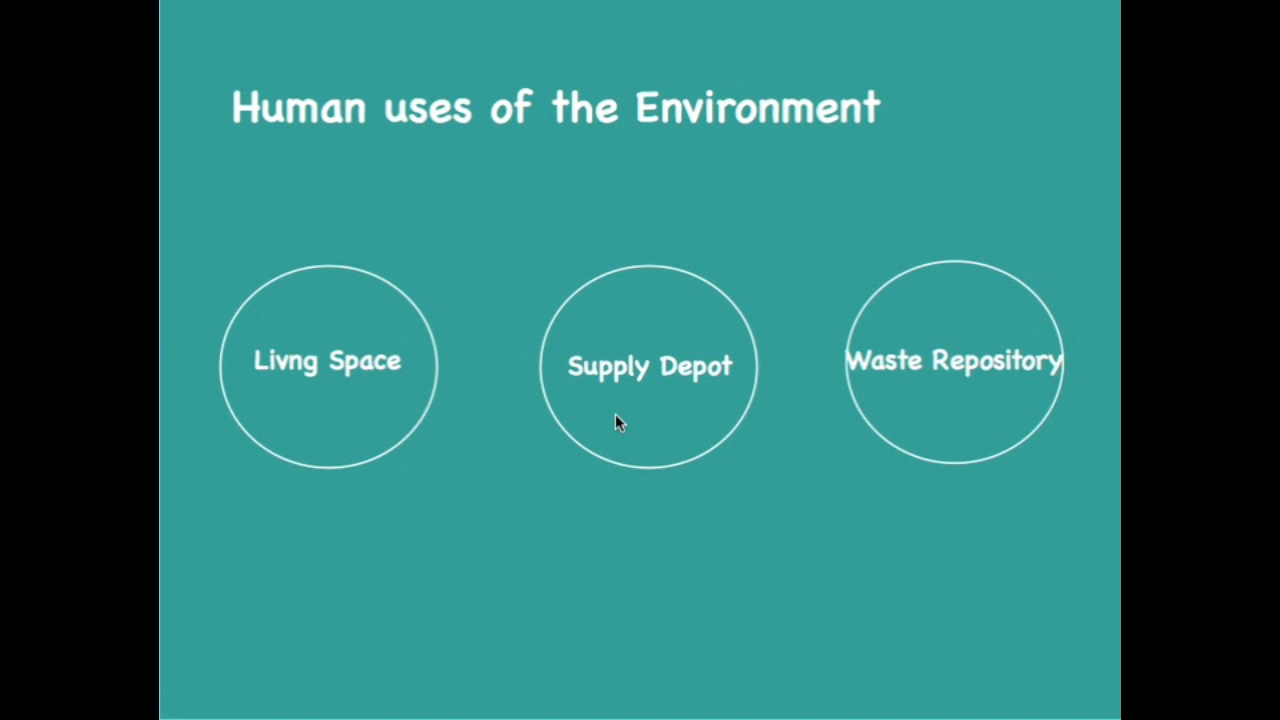 Human uses of the Environment
Livng Space
Supply Depot
Waste Repository